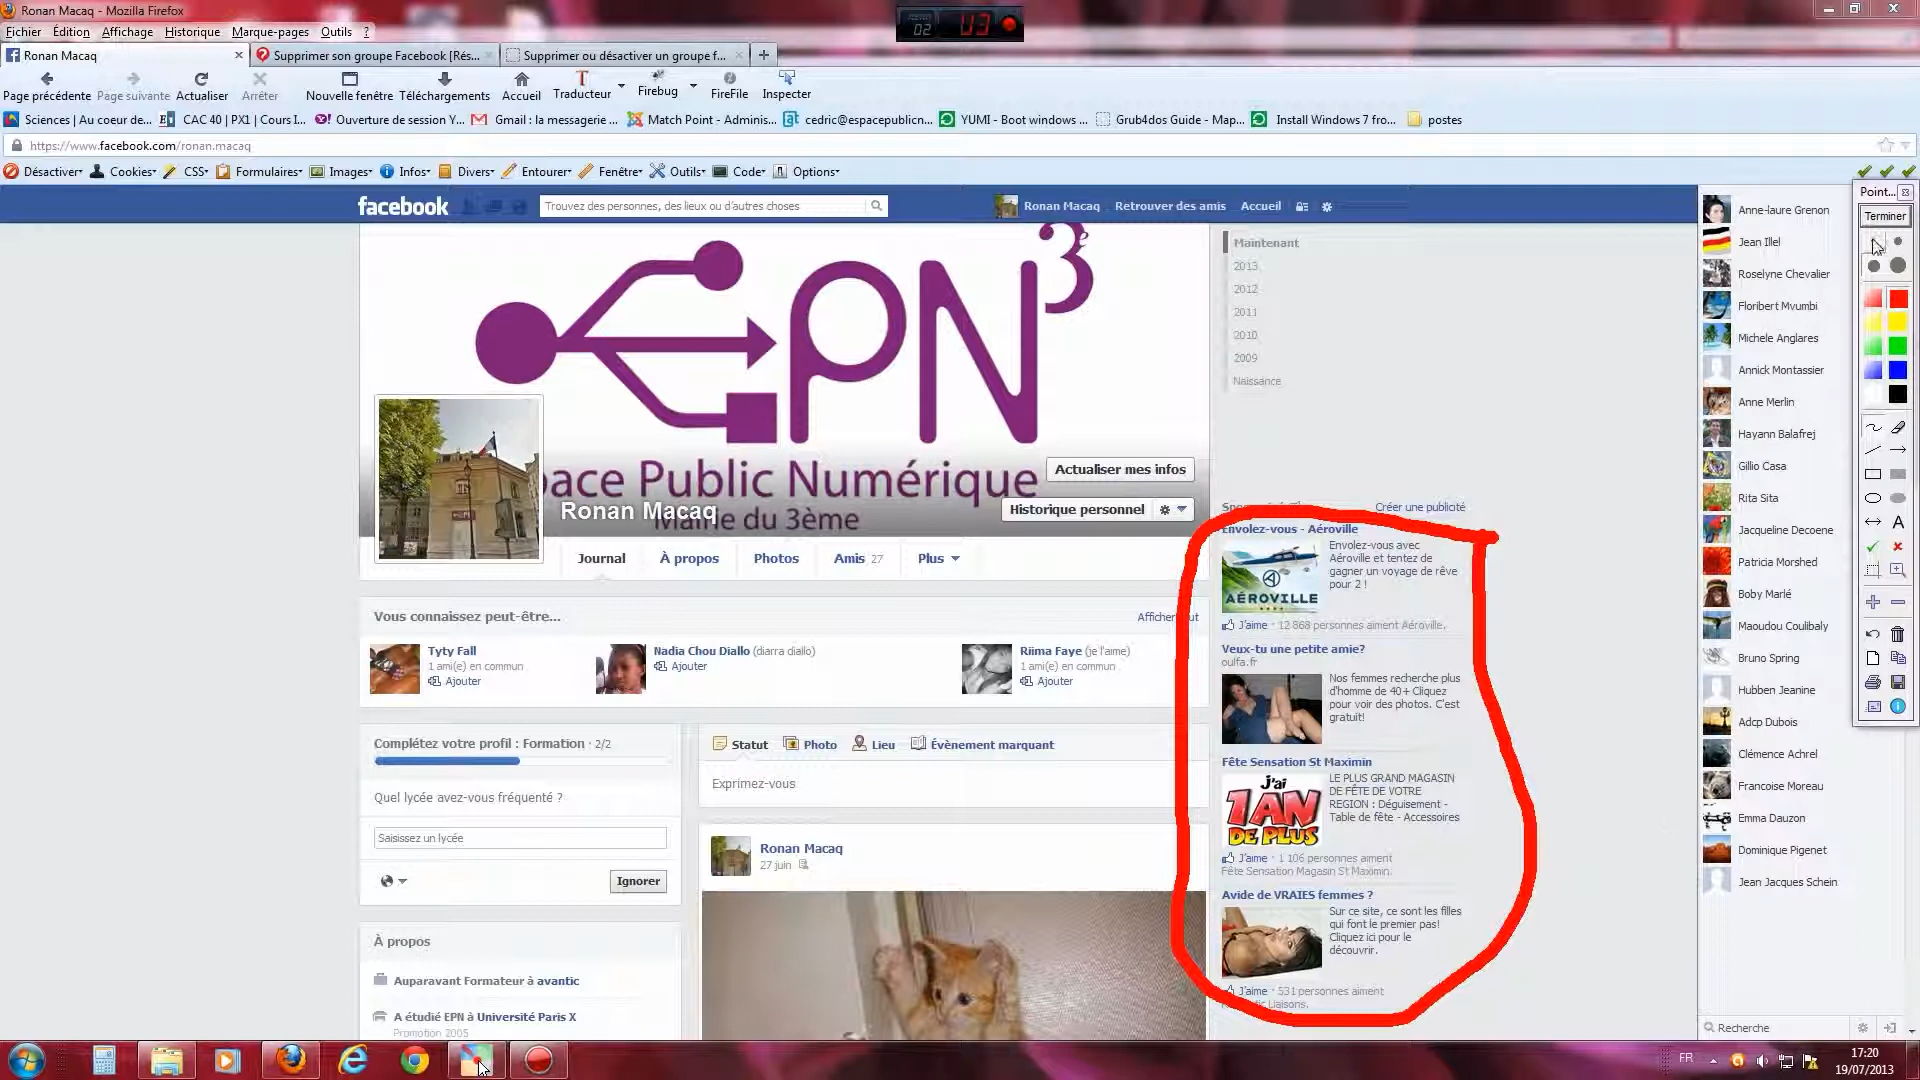 Ronan Macaq - Mozilla Firefox
02 U3
Fichier Édition Affichage Historique Marque-pages Outils ?
Ronan Macaq
Supprimer son groupe Facebook [Rés...
Supprimer ou désactiver un groupe f...
Page précédente Page suivante Actualiser Arrêter Nouvelle fenêtre Téléchargements Accueil Traducteur Firebug FireFile Inspecter
Sciences | Au coeur de... CAC 40 | PX1 | Cours I... Ouverture de session Y... Gmail : la messagerie ... Match Point - Adminis... cedric@espacepublicn... YUMI - Boot windows ... Grub4dos Guide - Map... Install Windows 7 fro... postes
https://www.facebook.com/ronan.macaq
Désactiver Cookies CSS Formulaires Images Infos Divers Entourer Fenêtre Outils Code Options
facebook
Trouvez des personnes, des lieux ou d'autres choses
Ronan Macaq Retrouver des amis Accueil
Maintenant
2013
2012
2011
2010
2009
Naissance
EPN3
ace Public Numérique
Mairie du 3ème
Ronan Macaq
Actualiser mes infos
Historique personnel
Journal À propos Photos Amis 27 Plus
Vous connaissez peut-être...
Tyty Fall
1 ami(e) en commun
Ajouter
Nadia Chou Diallo (diarra diallo)
Ajouter
Riima Faye (je l'aime)
1 ami(e) en commun
Ajouter
Complétez votre profil : Formation · 2/2
Quel lycée avez-vous fréquenté ?
Saisissez un lycée
Ignorer
À propos
Auparavant Formateur à avantic
A étudié EPN à Université Paris X
Promotion 2005
Statut Photo Lieu Évènement marquant
Exprimez-vous
Ronan Macaq
27 juin
Créer une publicité
Envolez-vous - Aéroville
AÉROVILLE
Envolez-vous avec
Aéroville et tentez de
gagner un voyage de rêve
pour 2 !
J'aime · 12 868 personnes aiment Aéroville.
Veux-tu une petite amie?
oulfa.fr
Nos femmes recherche plus
d'homme de 40+ Cliquez
pour voir des photos. C'est
gratuit!
Fête Sensation St Maximin
j'ai
1 AN
DE PLUS
LE PLUS GRAND MAGASIN
DE FÊTE DE VOTRE
REGION : Déguisement -
Table de fête - Accessoires
J'aime · 1 106 personnes aiment
Fête Sensation Magasin St Maximin.
Avide de VRAIES femmes ?
Sur ce site, ce sont les filles
qui font le premier pas!
Cliquez ici pour le
découvrir.
J'aime · 531 personnes aiment
Liaisons.
Anne-laure Grenon
Jean Illel
Roselyne Chevalier
Floribert Mvumbi
Michele Anglares
Annick Montassier
Anne Merlin
Hayann Balafrej
Gillio Casa
Rita Sita
Jacqueline Decoene
Patricia Morshed
Boby Marlé
Maoudou Coulibaly
Bruno Spring
Hubben Jeanine
Adcp Dubois
Clémence Achrel
Francoise Moreau
Emma Dauzon
Dominique Pigenet
Jean Jacques Schein
Recherche
Point...
Terminer
A
FR
17:20
19/07/2013